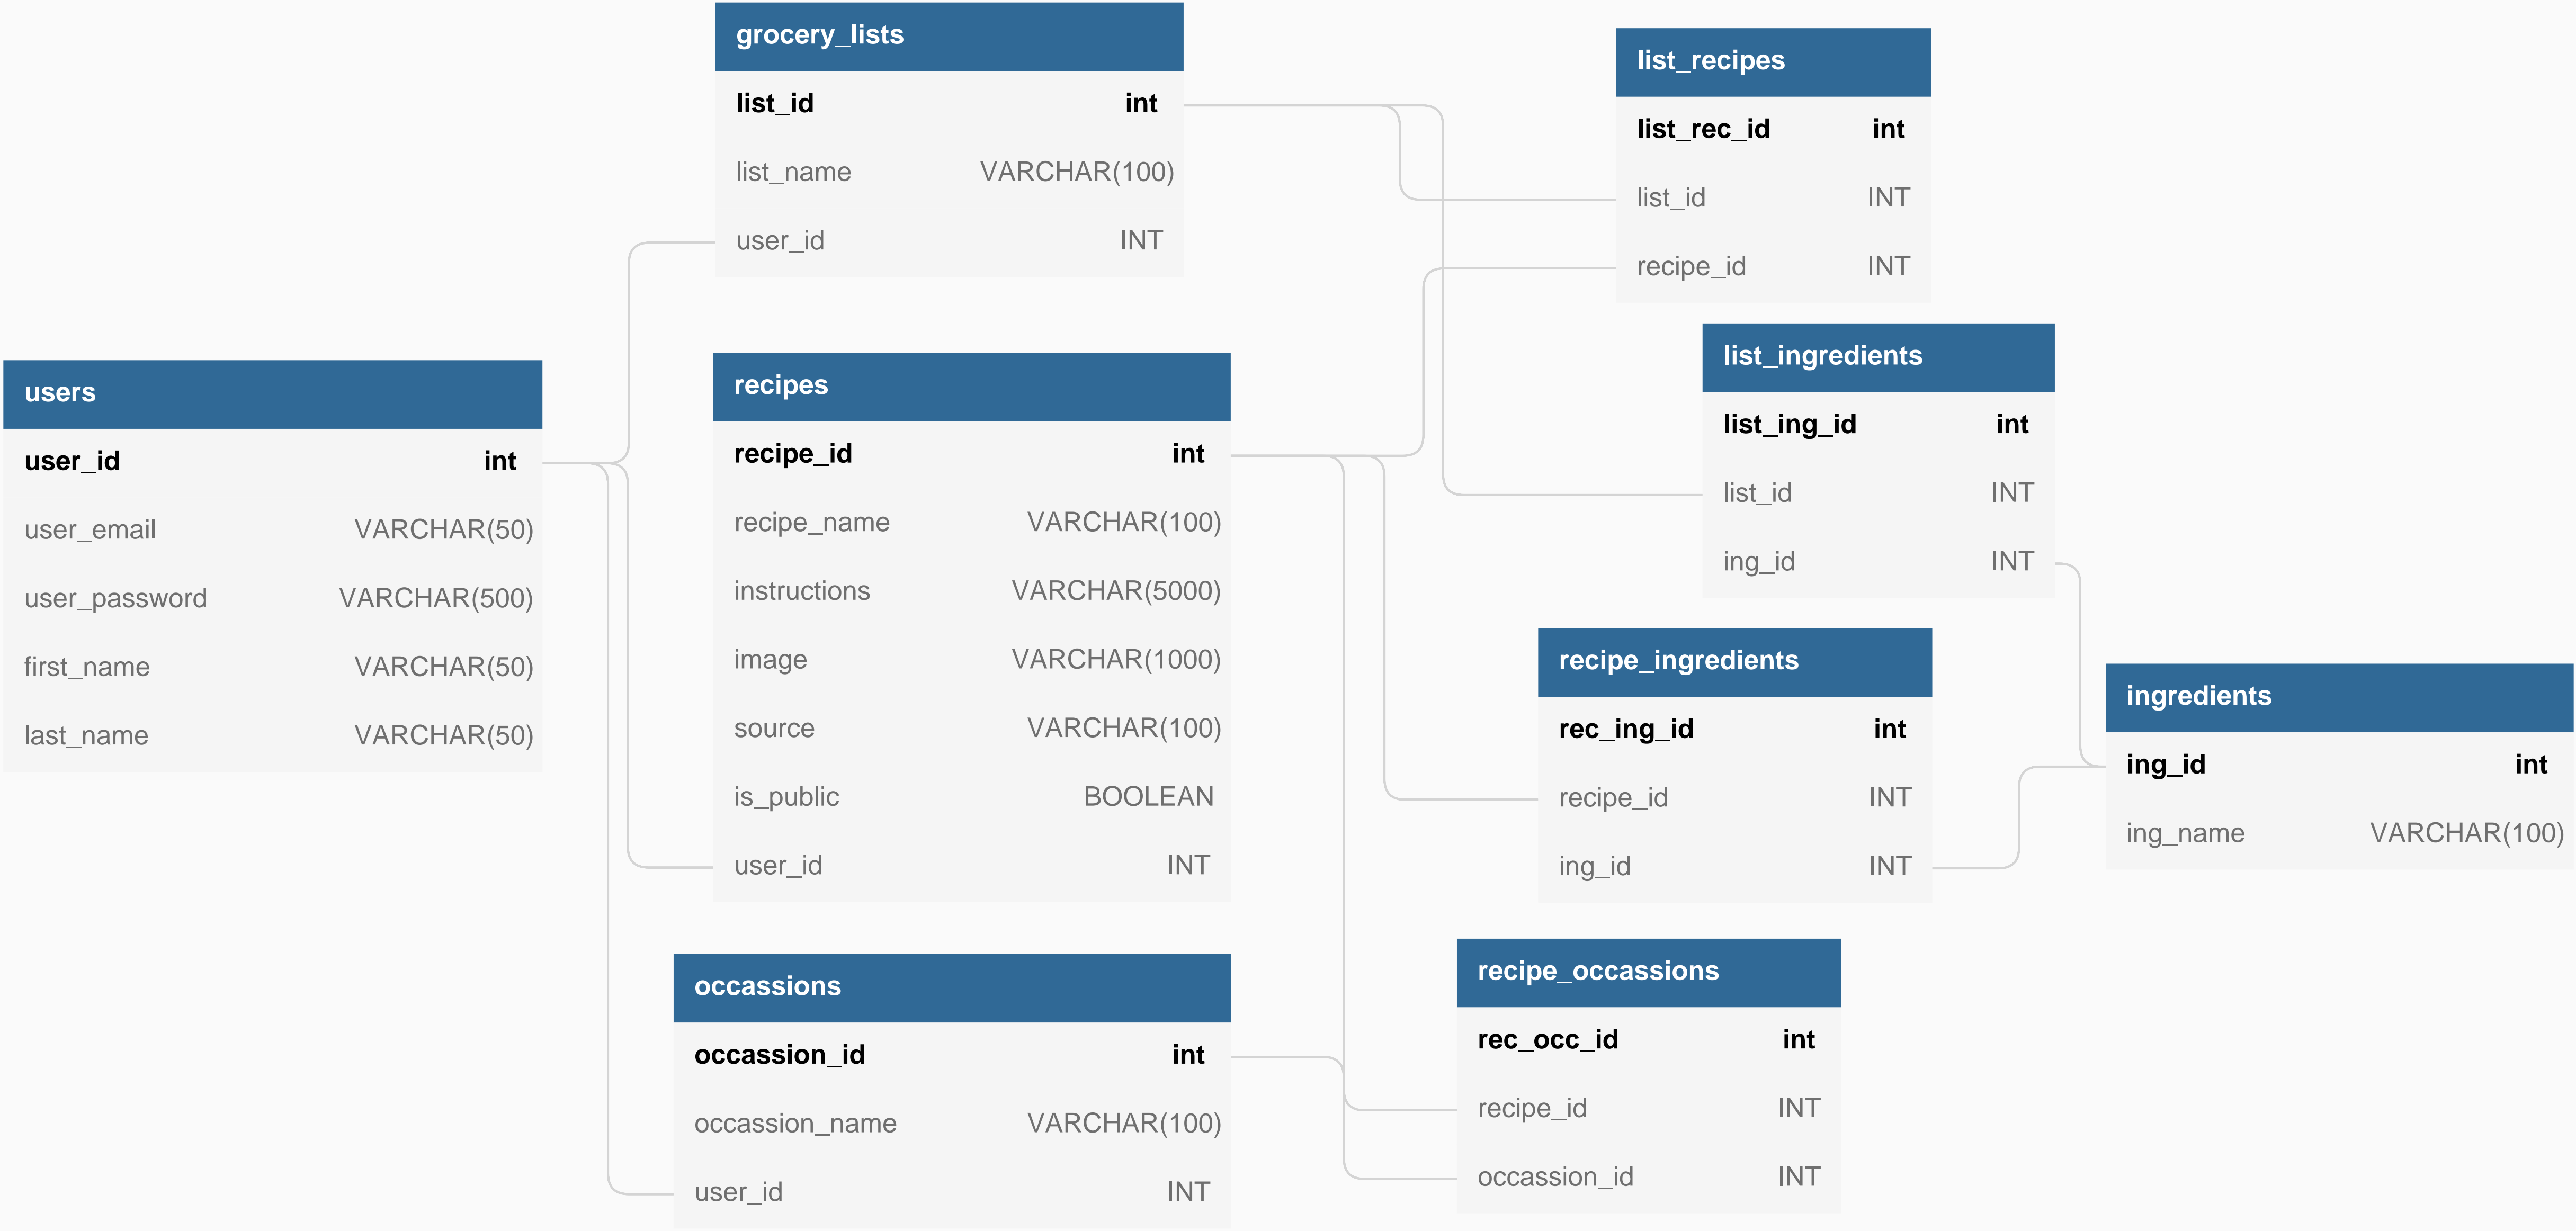 grocery_lists
list_id int
list_name VARCHAR(100)
user_id INT
list_recipes
list_rec_id int
list_id INT
recipe_id INT
users
user_id int
user_email VARCHAR(50)
user_password VARCHAR(500)
first_name VARCHAR(50)
last_name VARCHAR(50)
recipes
recipe_id int
recipe_name VARCHAR(100)
instructions VARCHAR(5000)
image VARCHAR(1000)
source VARCHAR(100)
is_public BOOLEAN
user_id INT
list_ingredients
list_ing_id int
list_id INT
ing_id INT
recipe_ingredients
rec_ing_id int
recipe_id INT
ing_id INT
ingredients
ing_id int
ing_name VARCHAR(100)
occassions
occassion_id int
occassion_name VARCHAR(100)
user_id INT
recipe_occassions
rec_occ_id int
recipe_id INT
occassion_id INT